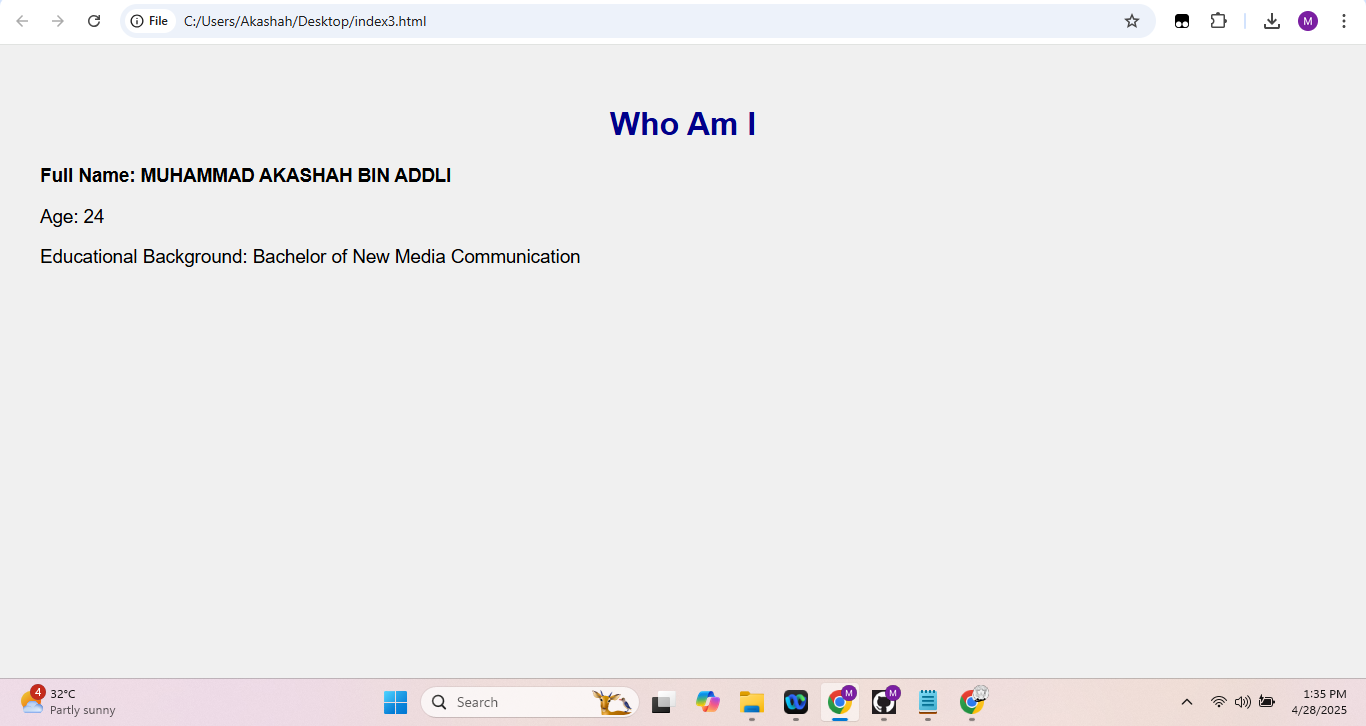 File C:/Users/Akashah/Desktop/index3.html M
Who Am I
Full Name: MUHAMMAD AKASHAH BIN ADDLI
Age: 24
Educational Background: Bachelor of New Media Communication
4 32°C
Partly sunny
Search
M
M
1:35 PM
4/28/2025